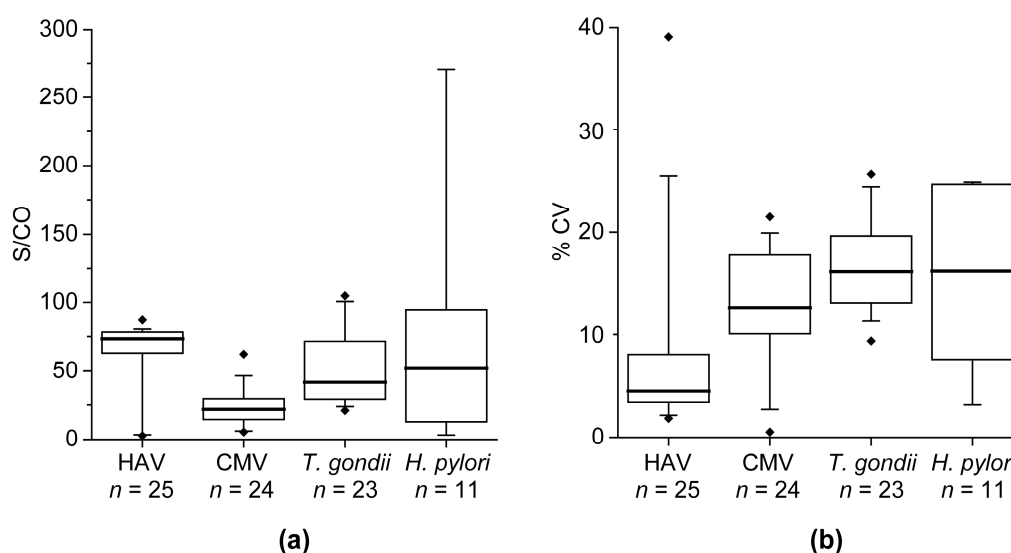 300
250
200
150
100
50
0
S/CO
HAV CMV T. gondii H. pylori
n = 25 n = 24 n = 23 n = 11
(a)
40
30
20
10
0
% CV
HAV CMV T. gondii H. pylor
n = 25 n = 24 n = 23 n = 11
(b)